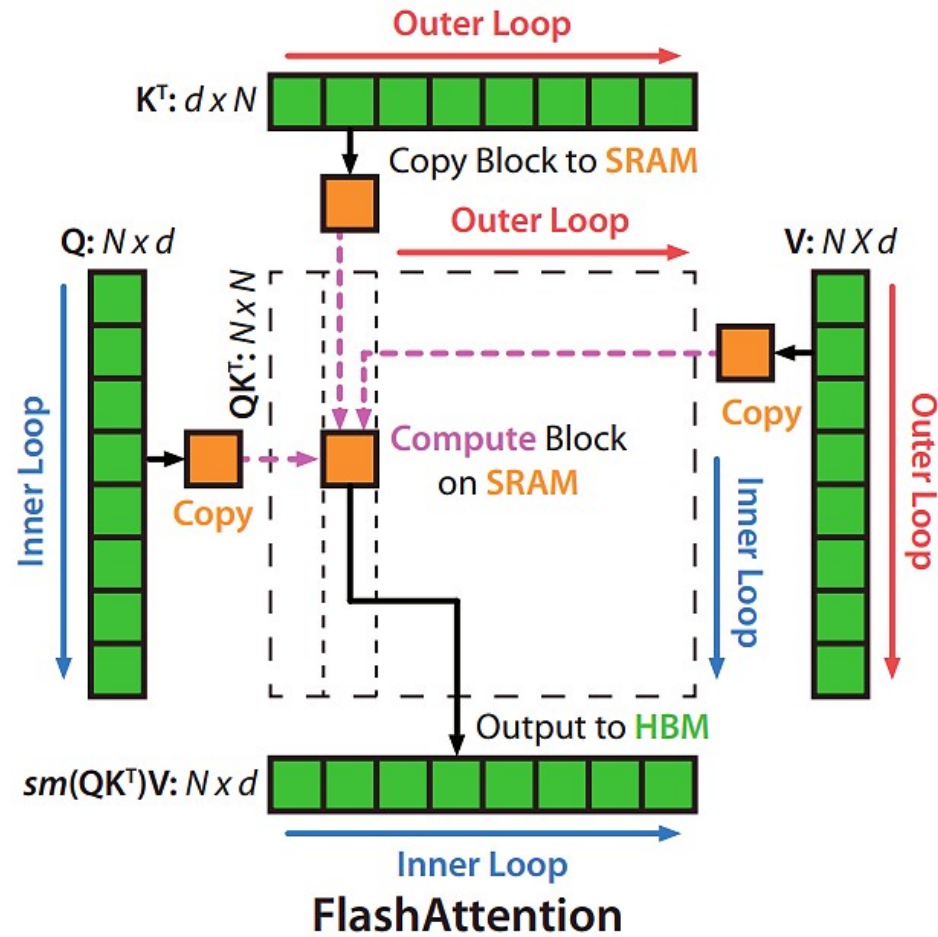 Outer Loop
Kᵀ: d x N
Copy Block to SRAM
Outer Loop
Q: N x d
V: N X d
QKᵀ: N x N
Inner Loop
Copy
Compute Block
on SRAM
Copy
Inner Loop
Outer Loop
Output to HBM
sm(QKᵀ)V: N x d
Inner Loop
FlashAttention